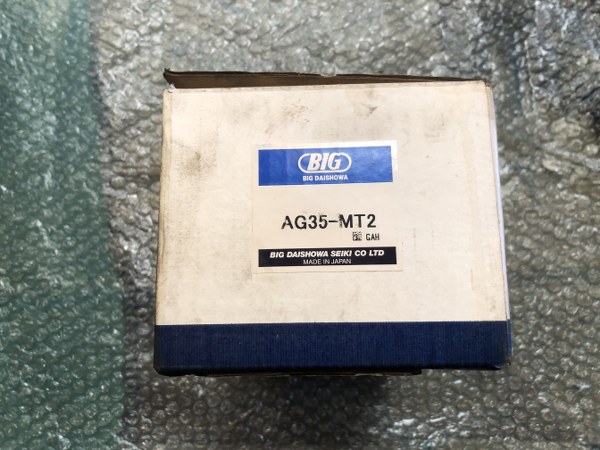 BIG
BIG DAISHOWA
AG35-MT2
GAH
BIG DAISHOWA SEIKI CO LTD
MADE IN JAPAN